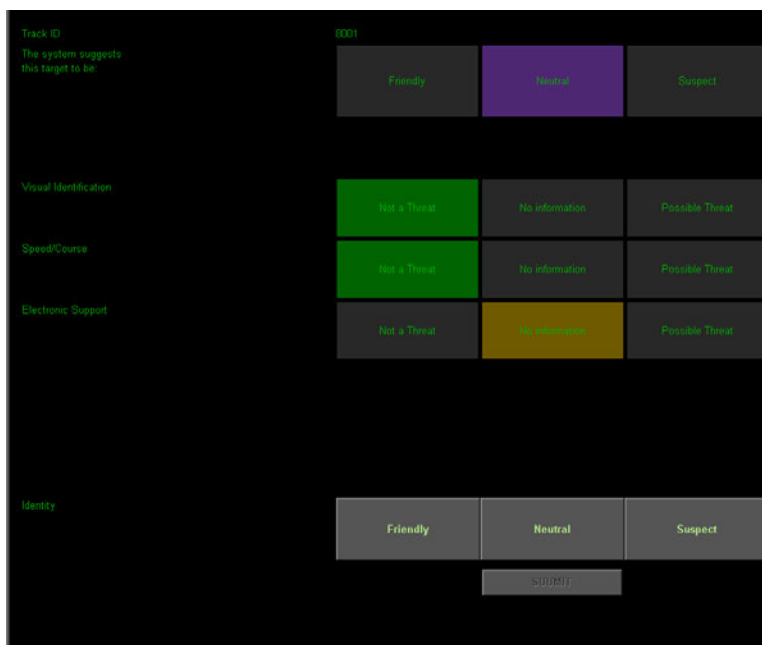 Track ID 8001
The system suggests
this target to be:
Friendly Neutral Suspect
Visual Identification
Not a Threat No information Possible Threat
Speed/Course
Not a Threat No information Possible Threat
Electronic Support
Not a Threat No information Possible Threat
Identity
Friendly Neutral Suspect
SUBMIT